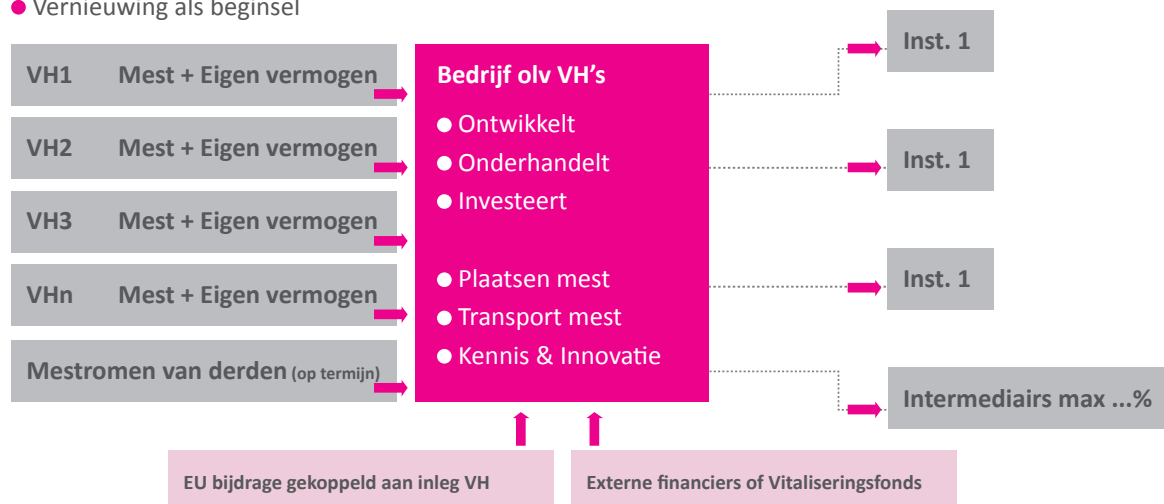 Vernieuwing als beginsel
VH1 Mest + Eigen vermogen
VH2 Mest + Eigen vermogen
VH3 Mest + Eigen vermogen
VHn Mest + Eigen vermogen
Mestromen van derden (op termijn)
Bedrijf olv VH’s
Ontwikkelt
Onderhandelt
Investeert
Plaatsen mest
Transport mest
Kennis & Innovatie
Inst. 1
Inst. 1
Inst. 1
Intermediairs max ...%
EU bijdrage gekoppeld aan inleg VH
Externe financiers of Vitaliseringsfonds